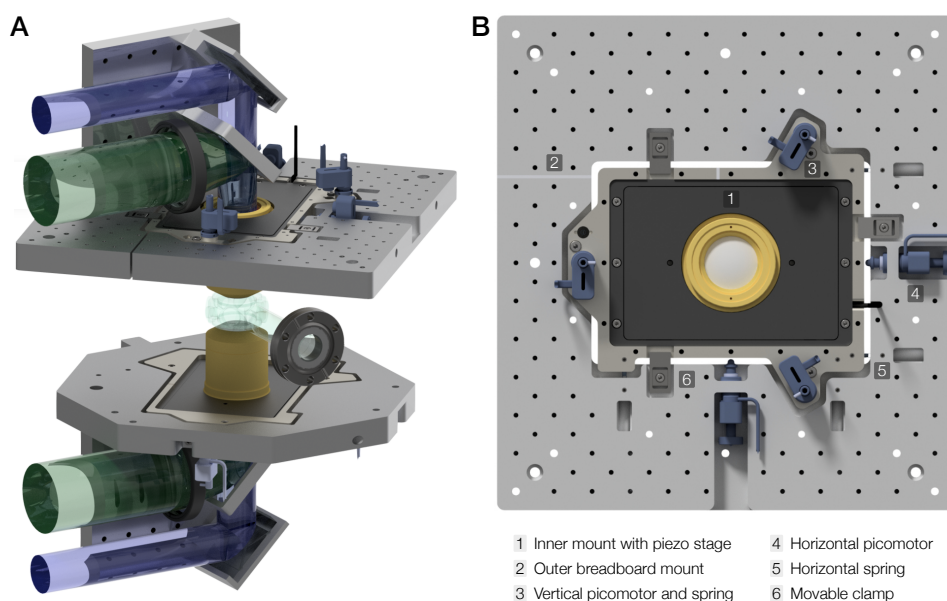 A
B
2
3
1
4
5
6
1 Inner mount with piezo stage
2 Outer breadboard mount
3 Vertical picomotor and spring
4 Horizontal picomotor
5 Horizontal spring
6 Movable clamp